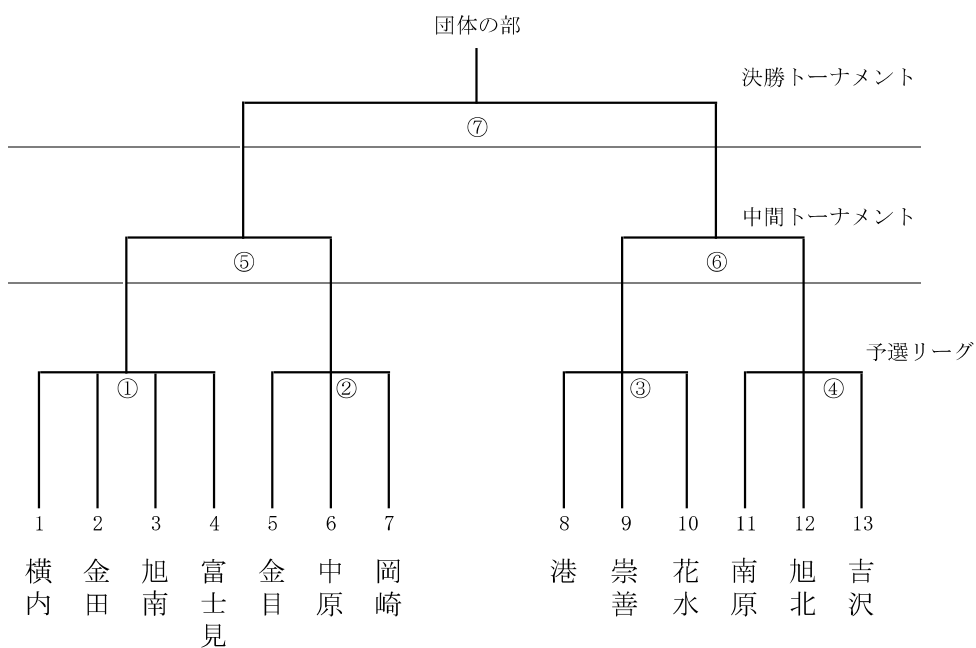 団体の部
決勝トーナメント
⑦
中間トーナメント
⑤
⑥
予選リーグ
①
②
③
④
1 2 3 4 5 6 7 8 9 10 11 12 13
横内
金田
旭南
富士見
金目
中原
岡崎
港
崇善
花水
南原
旭北
吉沢